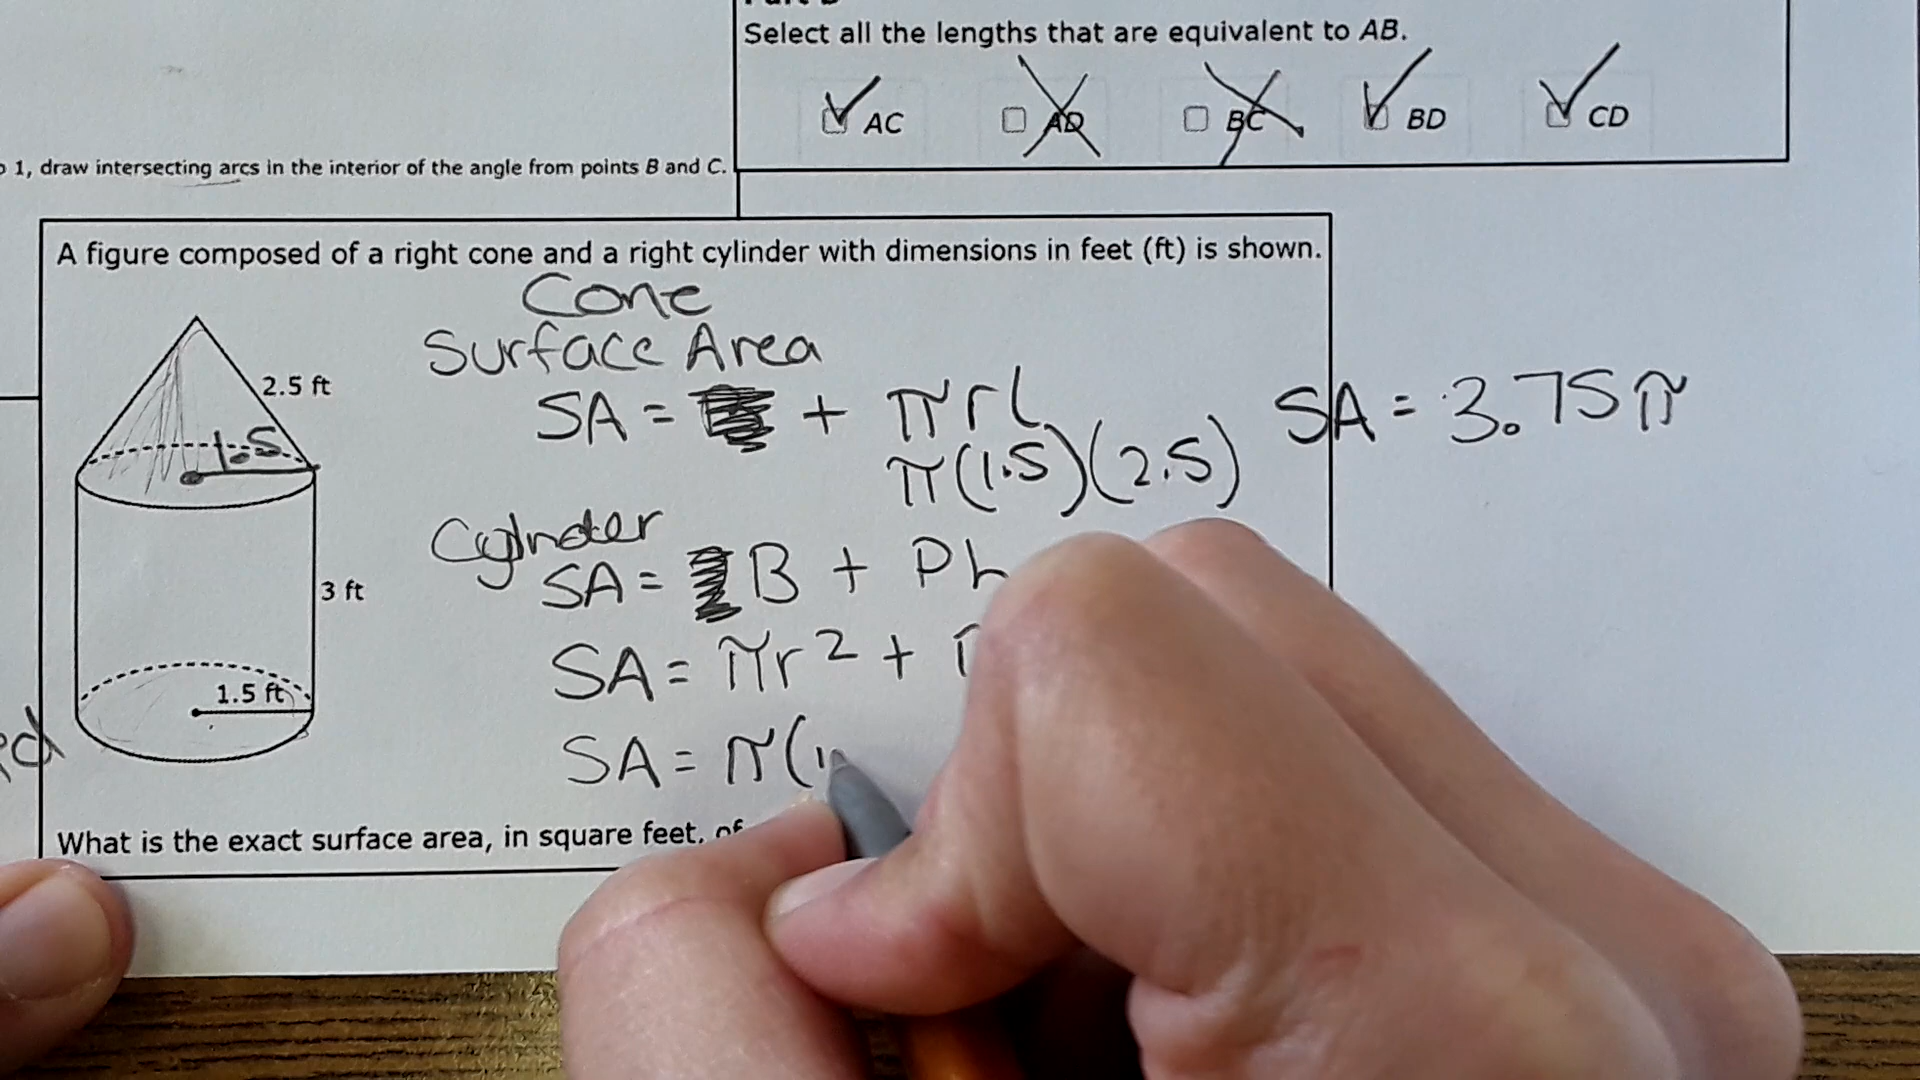 Select all the lengths that are equivalent to AB.
AC AD BC BD CD
1, draw intersecting arcs in the interior of the angle from points B and C.
A figure composed of a right cone and a right cylinder with dimensions in feet (ft) is shown.
Cone
Surface Area
2.5 ft
SA = + πrl
SA = 3.75π
1.5
π(1.5)(2.5)
Cylinder
SA = B + Ph
3 ft
SA = πr² +
1.5 ft
SA = π(1
What is the exact surface area, in square feet, of